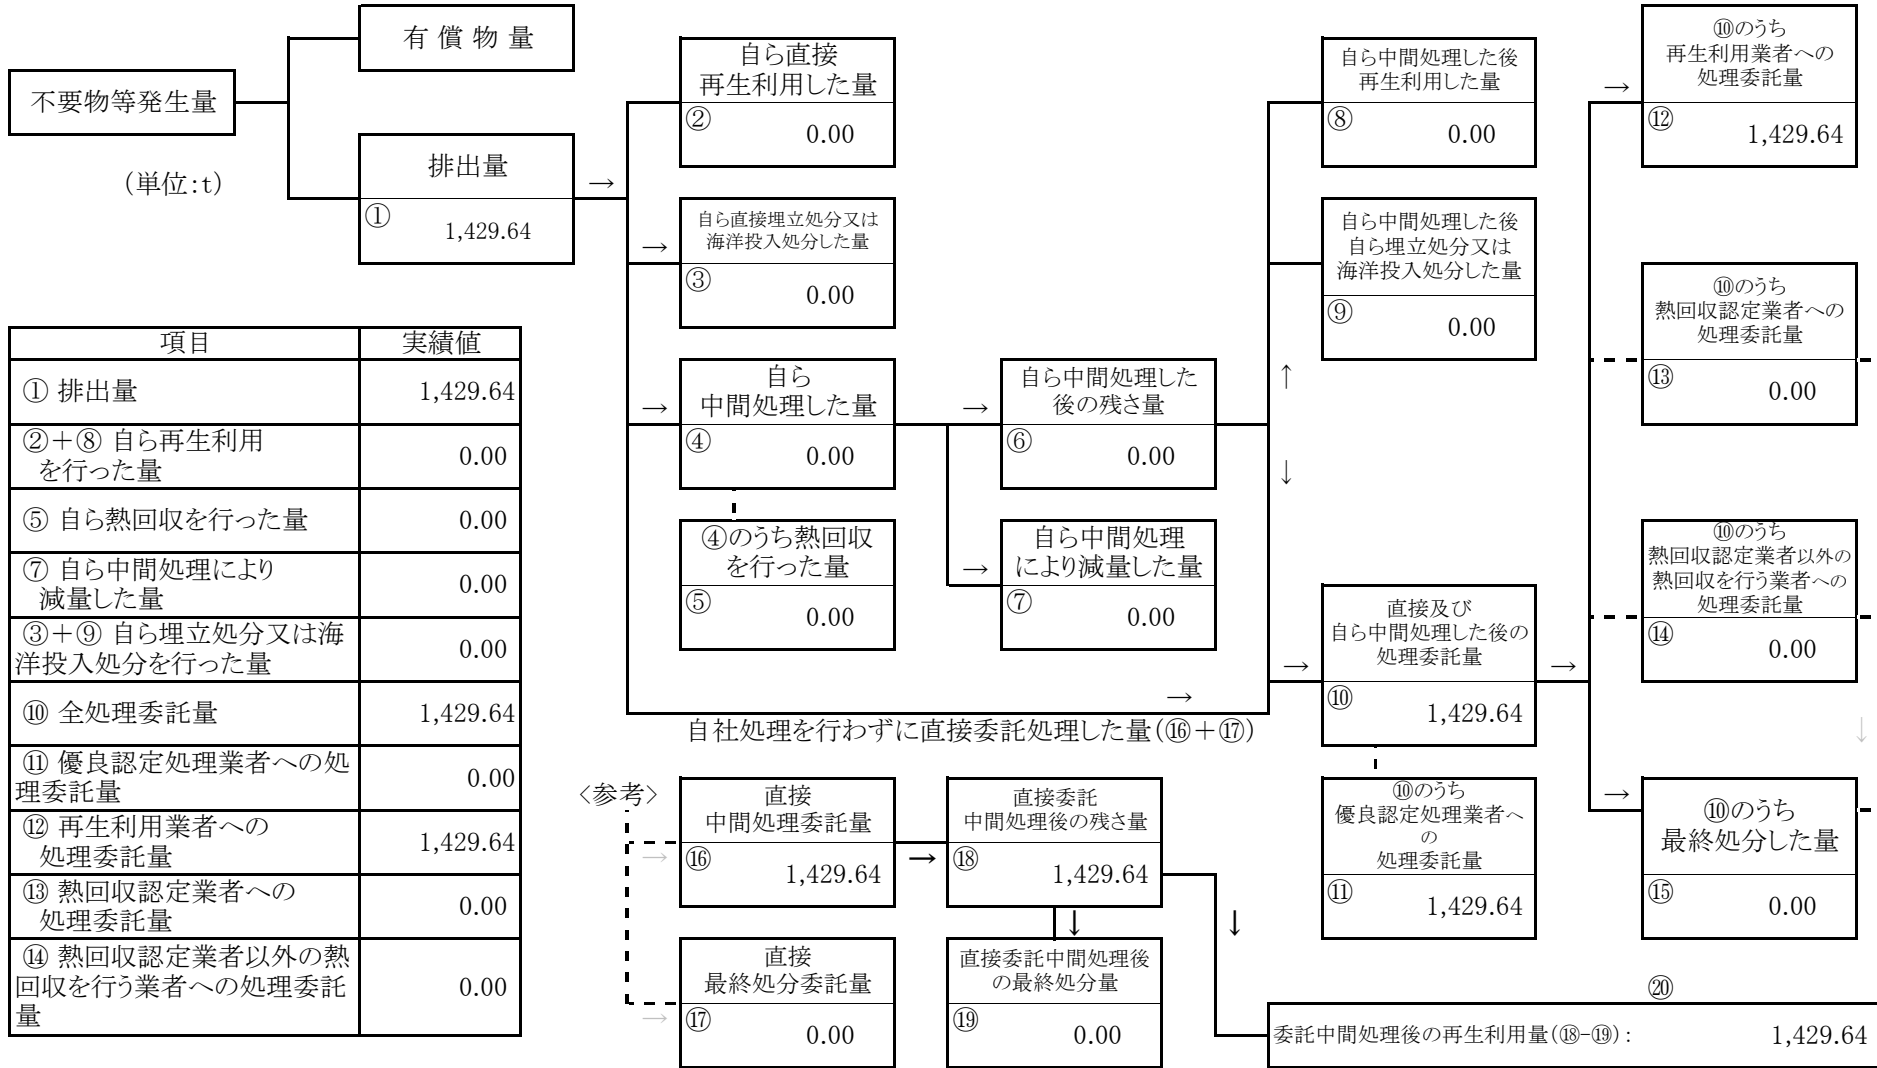 有 償 物 量
不要物等発生量
(単位:t)
排出量
①
1,429.64
→
自ら直接
再生利用した量
②
0.00
→
自ら直接埋立処分又は
海洋投入処分した量
③
0.00
→
自ら
中間処理した量
④
0.00
④のうち熱回収
を行った量
⑤
0.00
→
自ら中間処理した
後の残さ量
⑥
0.00
→
自ら中間処理
により減量した量
⑦
0.00
↑
↓
自ら中間処理した後
再生利用した量
⑧
0.00
自ら中間処理した後
自ら埋立処分又は
海洋投入処分した量
⑨
0.00
→
自社処理を行わずに直接委託処理した量(⑯+⑰)
→
直接及び
自ら中間処理した後の
処理委託量
⑩
1,429.64
⑩のうち
優良認定処理業者へ
の
処理委託量
⑪
1,429.64
→
→
⑩のうち
再生利用業者への
処理委託量
⑫
1,429.64
⑩のうち
熱回収認定業者への
処理委託量
⑬
0.00
⑩のうち
熱回収認定業者以外の
熱回収を行う業者への
処理委託量
⑭
0.00
↓
→
⑩のうち
最終処分した量
⑮
0.00
項目 実績値
① 排出量 1,429.64
②+⑧ 自ら再生利用
を行った量 0.00
⑤ 自ら熱回収を行った量 0.00
⑦ 自ら中間処理により
減量した量 0.00
③+⑨ 自ら埋立処分又は海
洋投入処分を行った量 0.00
⑩ 全処理委託量 1,429.64
⑪ 優良認定処理業者への処
理委託量 0.00
⑫ 再生利用業者への
処理委託量 1,429.64
⑬ 熱回収認定業者への
処理委託量 0.00
⑭ 熱回収認定業者以外の熱
回収を行う業者への処理委託
量 0.00
<参考>
→
直接
中間処理委託量
⑯
1,429.64
→
直接
最終処分委託量
⑰
0.00
→
直接委託
中間処理後の残さ量
⑱
1,429.64
↓
直接委託中間処理後
の最終処分量
⑲
0.00
↓
⑳
委託中間処理後の再生利用量(⑱-⑲): 1,429.64